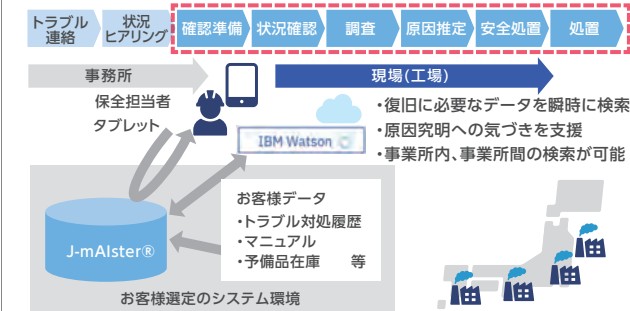 トラブル
連絡
状況
ヒアリング
確認準備
状況確認
調査
原因推定
安全処置
処置
事務所
現場(工場)
保全担当者
タブレット
IBM Watson
・復旧に必要なデータを瞬時に検索
・原因究明への気づきを支援
・事業所内、事業所間の検索が可能
お客様データ
・トラブル対処履歴
・マニュアル
・予備品在庫　等
J-mAIster®
お客様選定のシステム環境